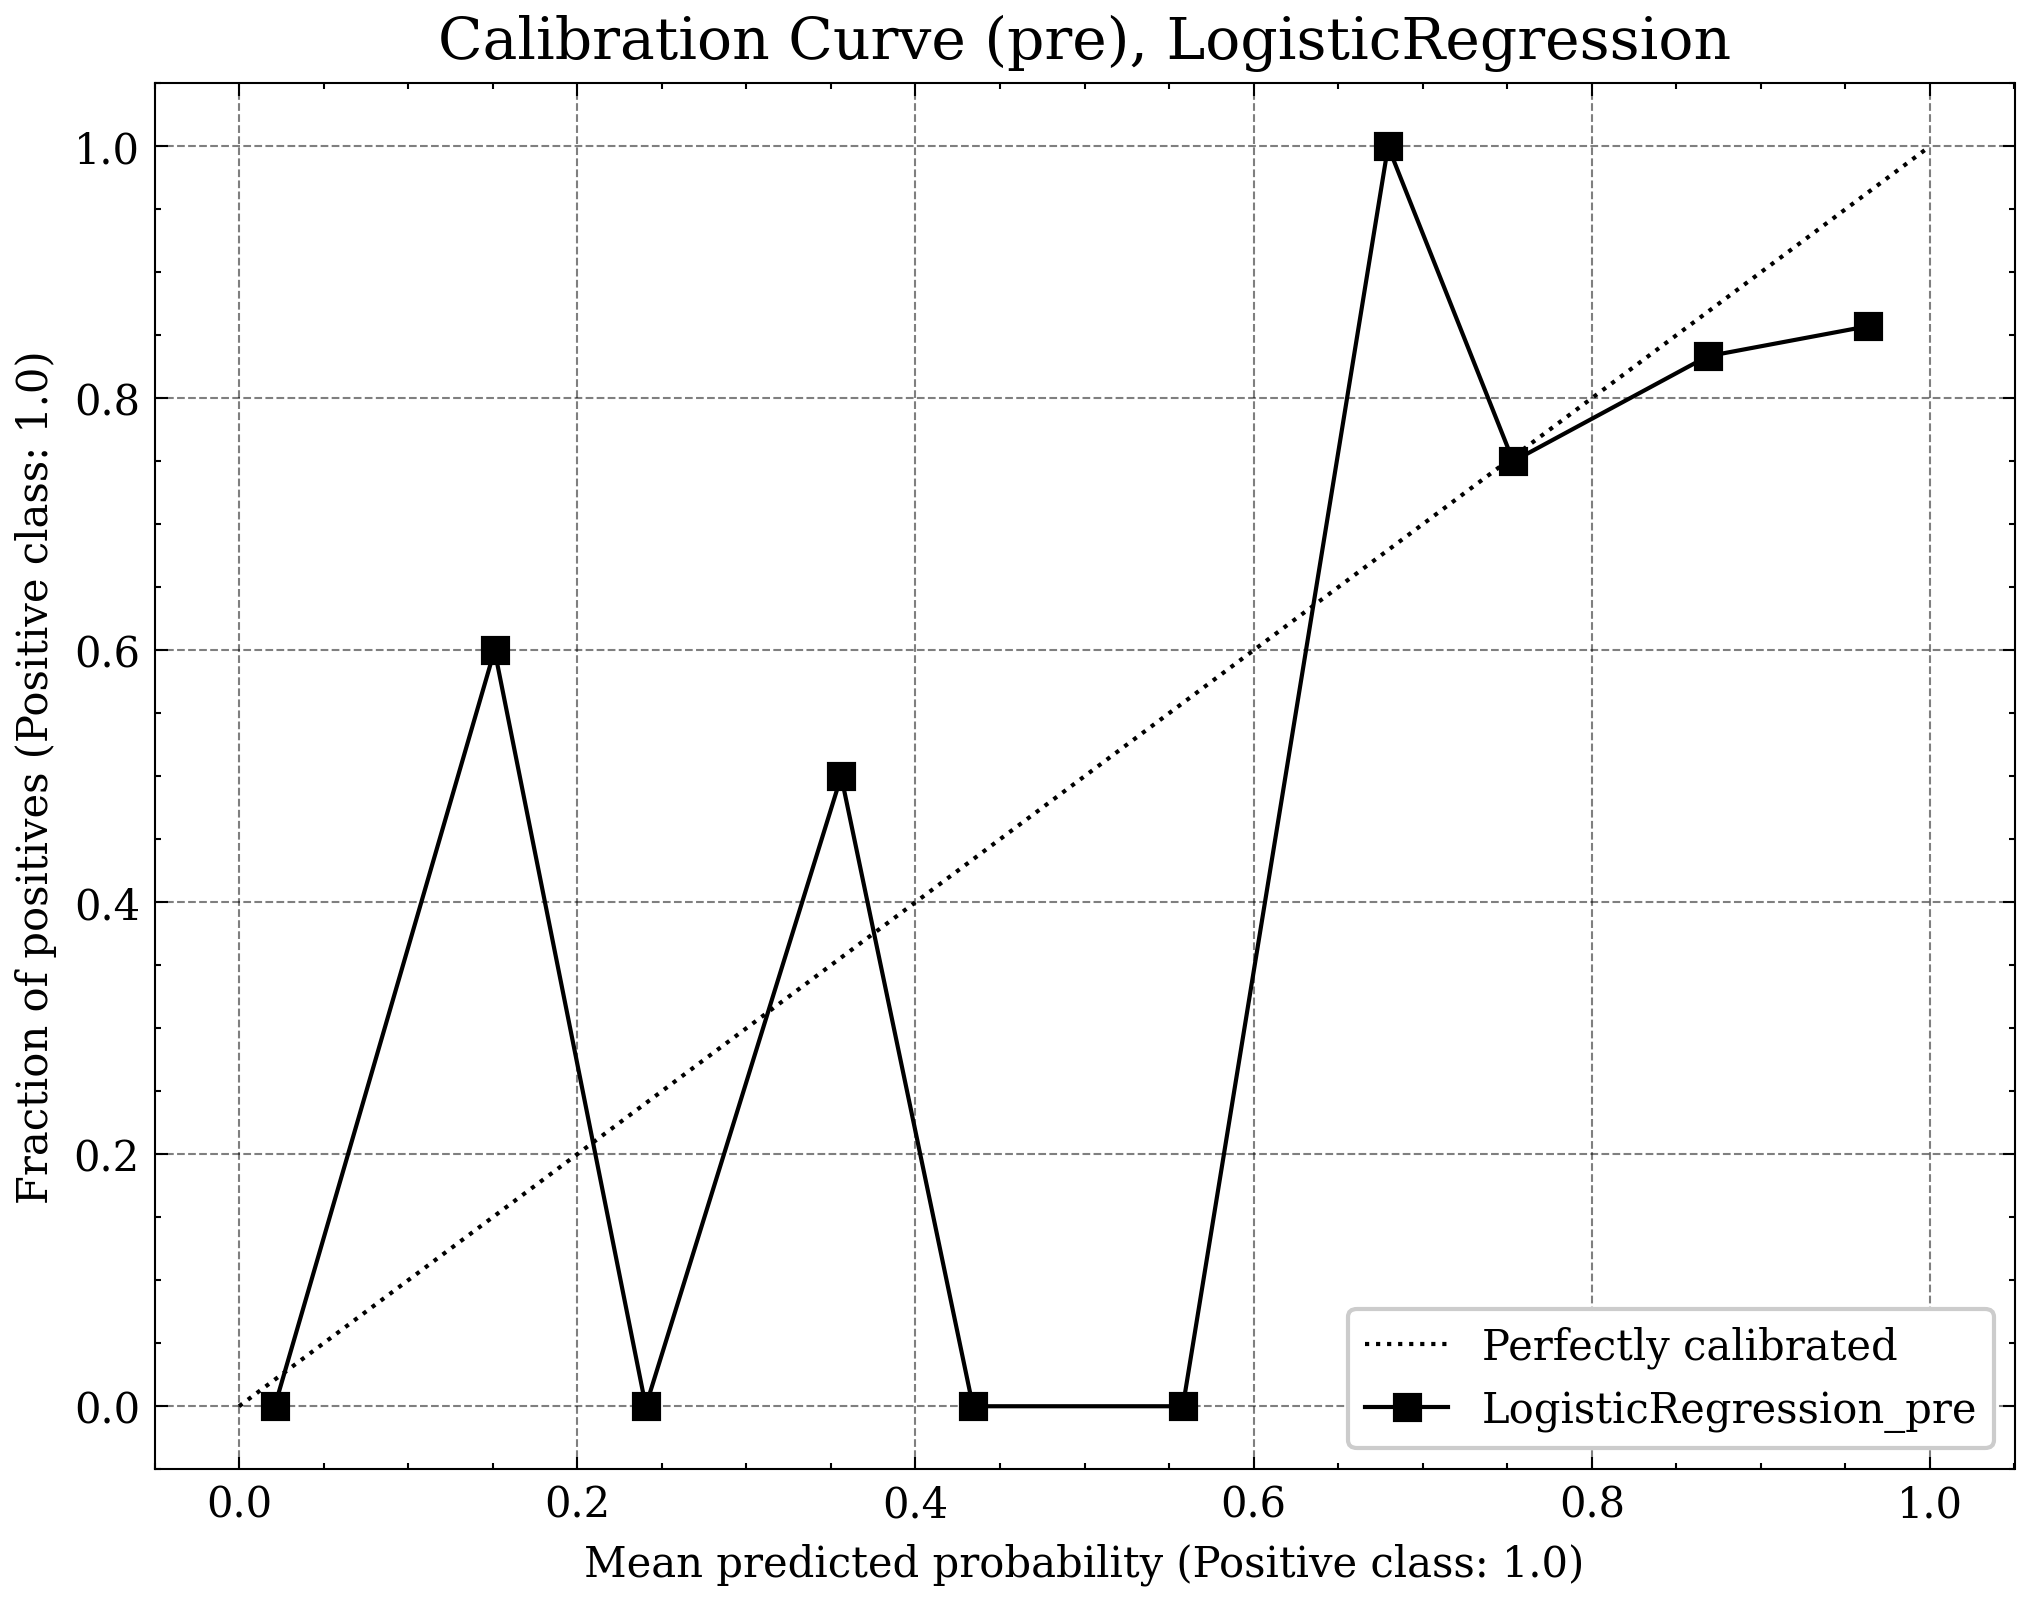 Calibration Curve (pre), LogisticRegression
Fraction of positives (Positive class: 1.0)
1.0
0.8
0.6
0.4
0.2
0.0
0.0 0.2 0.4 0.6 0.8 1.0
Mean predicted probability (Positive class: 1.0)
Perfectly calibrated
LogisticRegression_pre